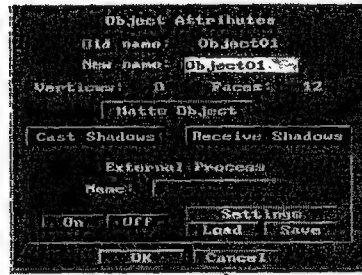 Object Attributes
Old name: Object01
New name: Object01
Vertices: 8 Faces: 12
Matte Object
Cast Shadows Receive Shadows
External Process
Name:
On Off Settings
Load Save
OK Cancel